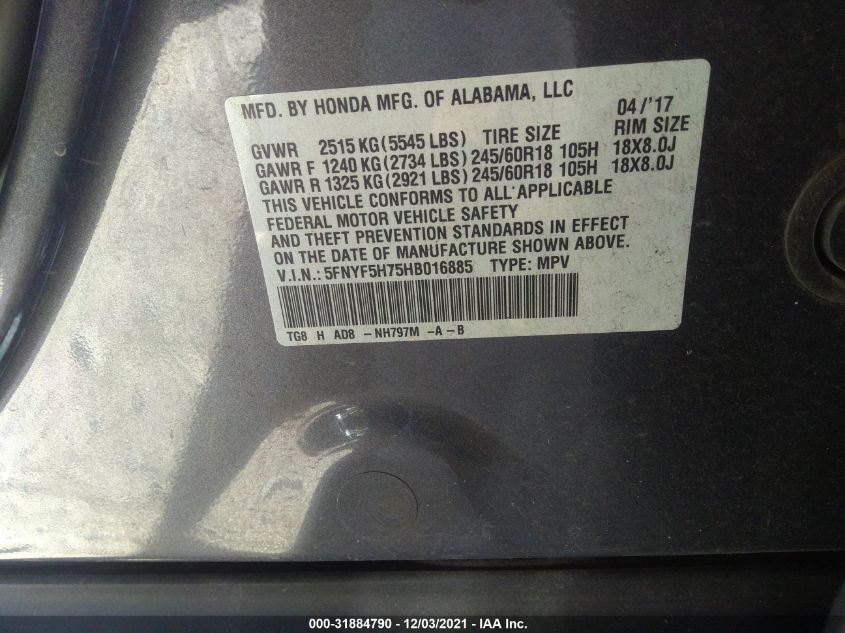 MFD. BY HONDA MFG. OF ALABAMA, LLC 04/'17
GVWR 2515 KG(5545 LBS) TIRE SIZE RIM SIZE
GAWR F 1240 KG(2734 LBS) 245/60R18 105H 18X8.0J
GAWR R 1325 KG(2921 LBS) 245/60R18 105H 18X8.0J
THIS VEHICLE CONFORMS TO ALL APPLICABLE
FEDERAL MOTOR VEHICLE SAFETY
AND THEFT PREVENTION STANDARDS IN EFFECT
ON THE DATE OF MANUFACTURE SHOWN ABOVE.
V.I.N.: 5FNYF5H75HB016885 TYPE: MPV
TG8 H AD8 -NH797M -A-B
000-31884790 - 12/03/2021 - IAA Inc.